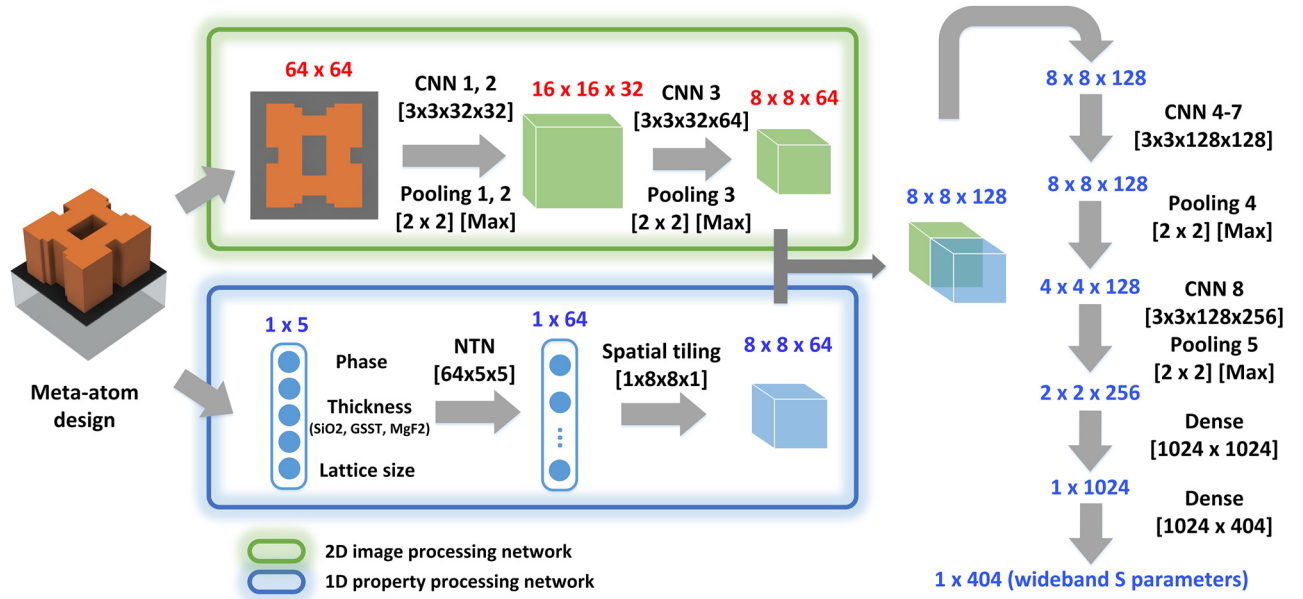 64 x 64
CNN 1, 2
[3x3x32x32]
Pooling 1, 2
[2 x 2] [Max]
16 x 16 x 32
CNN 3
[3x3x32x64]
Pooling 3
[2 x 2] [Max]
8 x 8 x 64
Meta-atom
design
1 x 5
Phase
Thickness
(SiO2, GSST, MgF2)
Lattice size
NTN
[64x5x5]
1 x 64
Spatial tiling
[1x8x8x1]
8 x 8 x 64
8 x 8 x 128
8 x 8 x 128
CNN 4-7
[3x3x128x128]
8 x 8 x 128
Pooling 4
[2 x 2] [Max]
4 x 4 x 128
CNN 8
[3x3x128x256]
Pooling 5
[2 x 2] [Max]
2 x 2 x 256
Dense
[1024 x 1024]
1 x 1024
Dense
[1024 x 404]
1 x 404 (wideband S parameters)
2D image processing network
1D property processing network